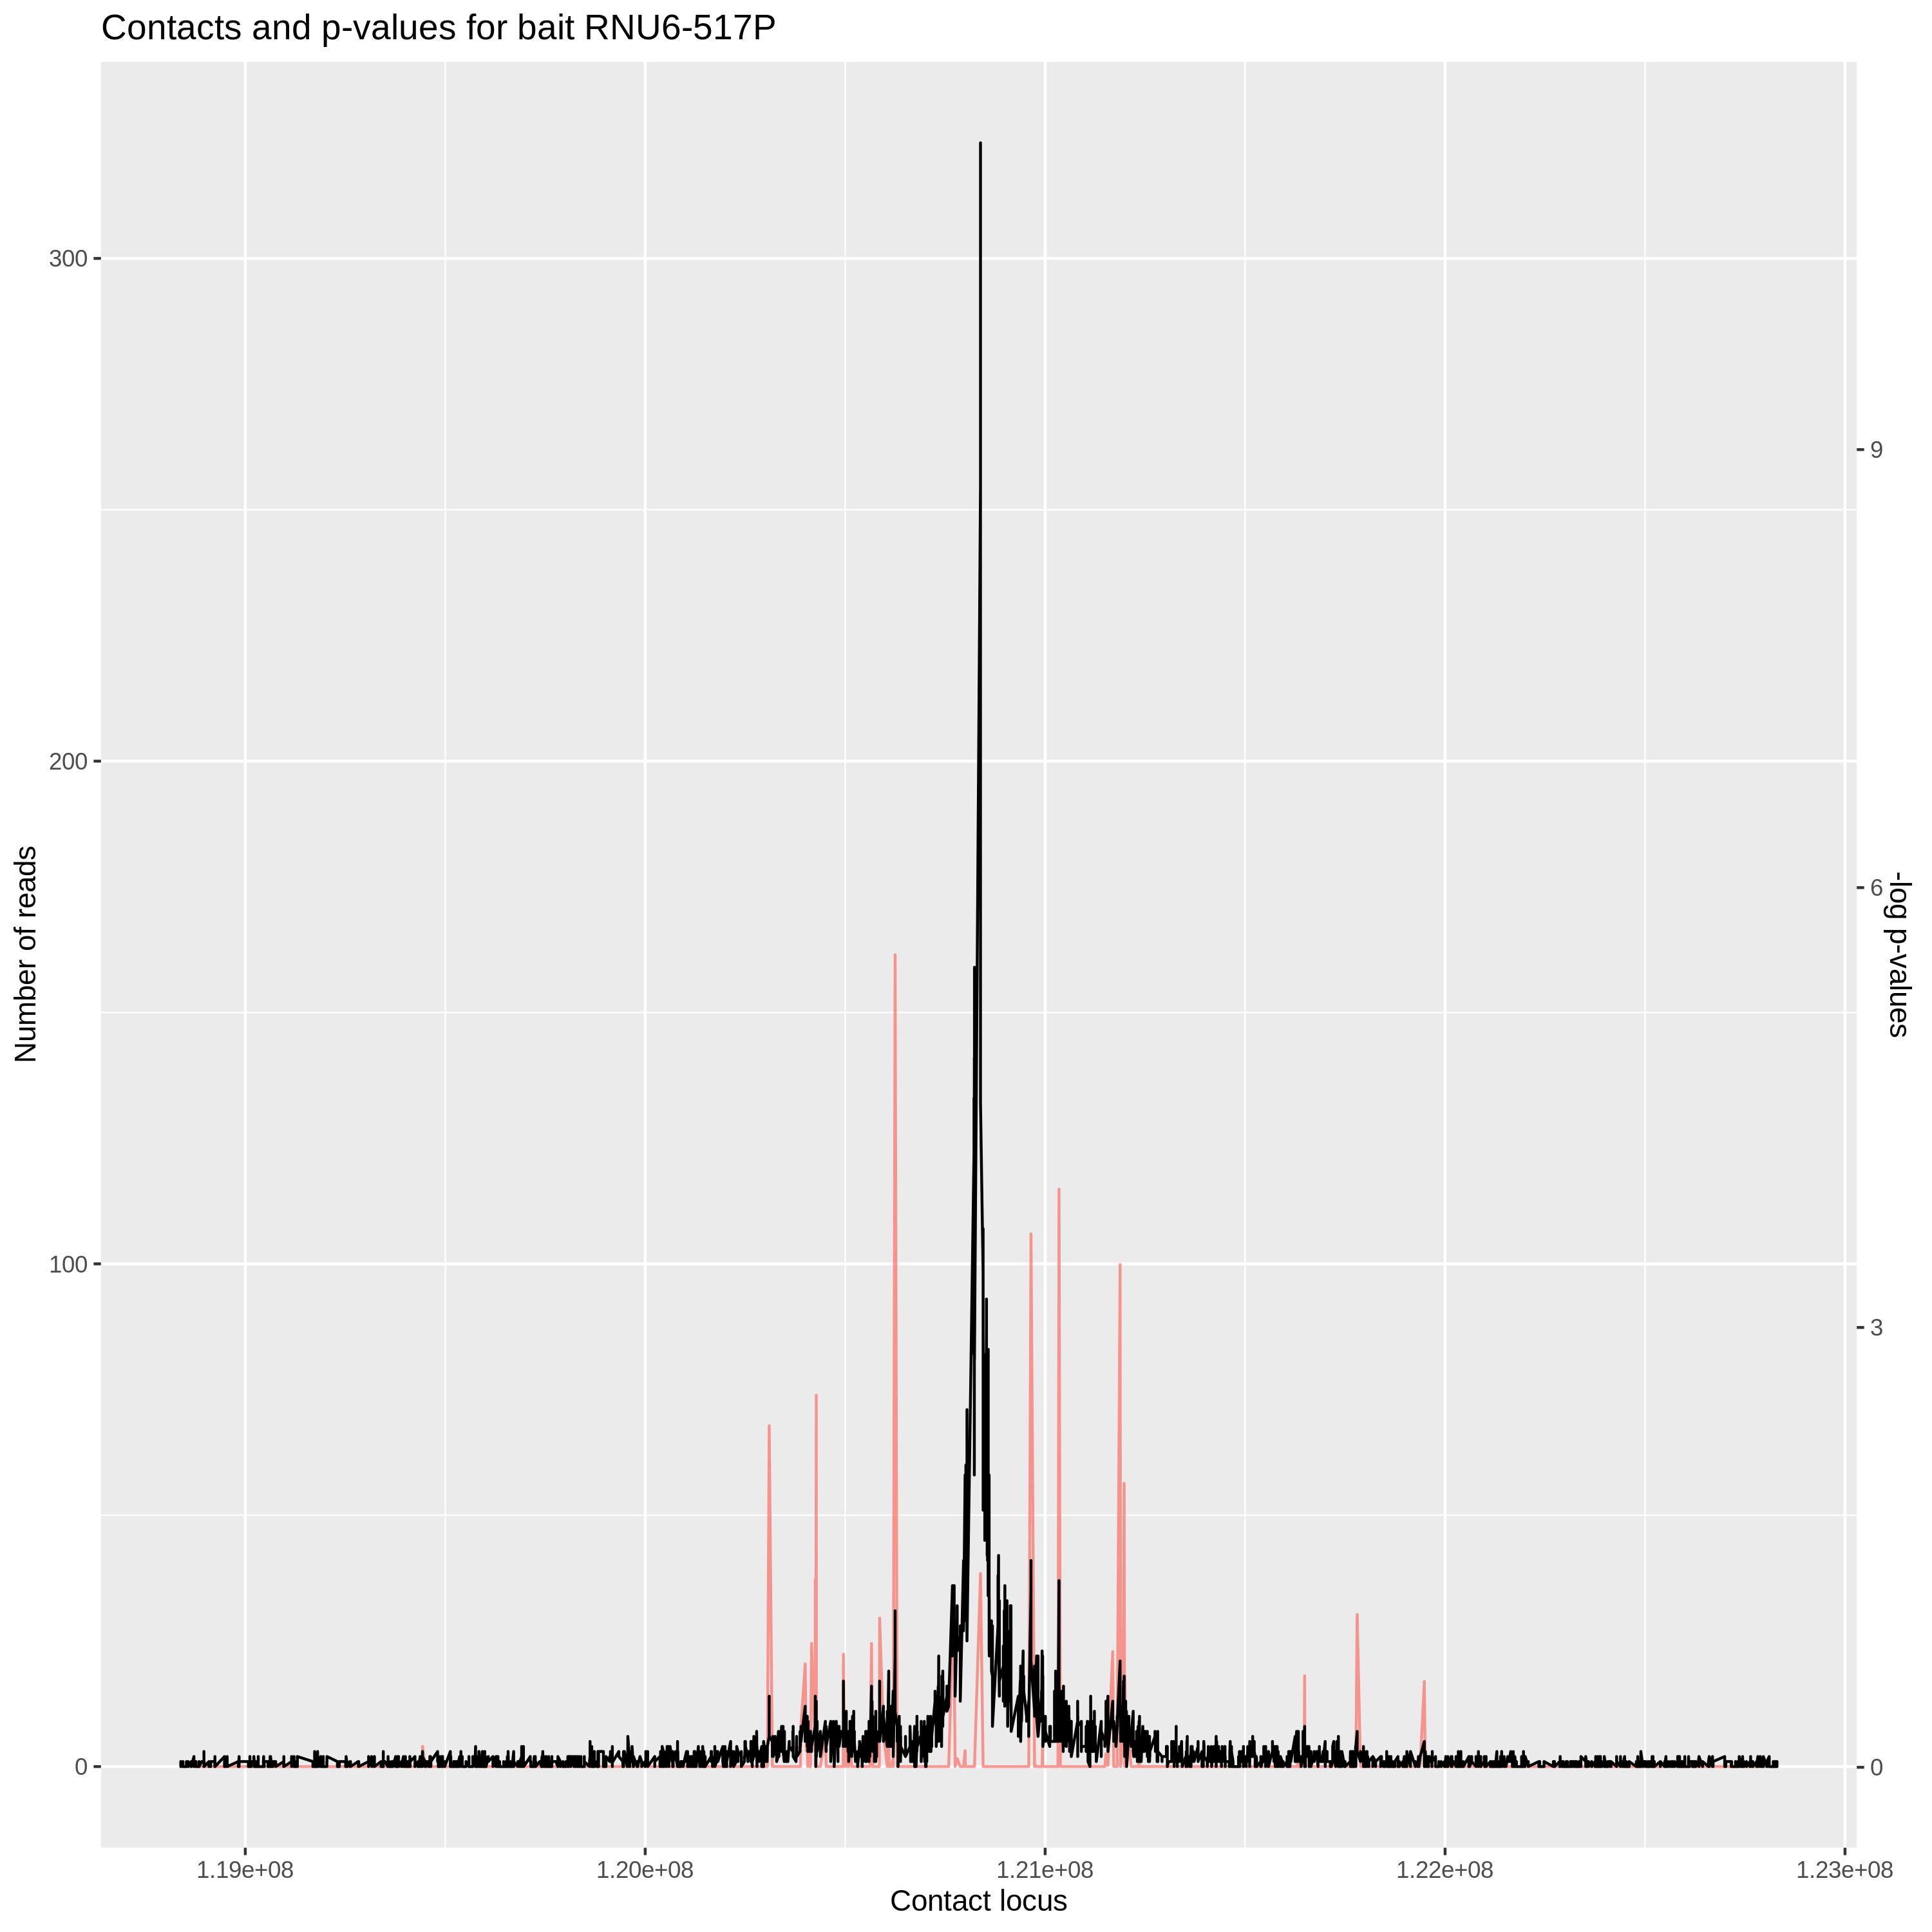 Contacts and p-values for bait RNU6-517P
300
200
100
0
9
6
3
0
Number of reads
-log p-values
1.19e+08
1.20e+08
1.21e+08
1.22e+08
1.23e+08
Contact locus